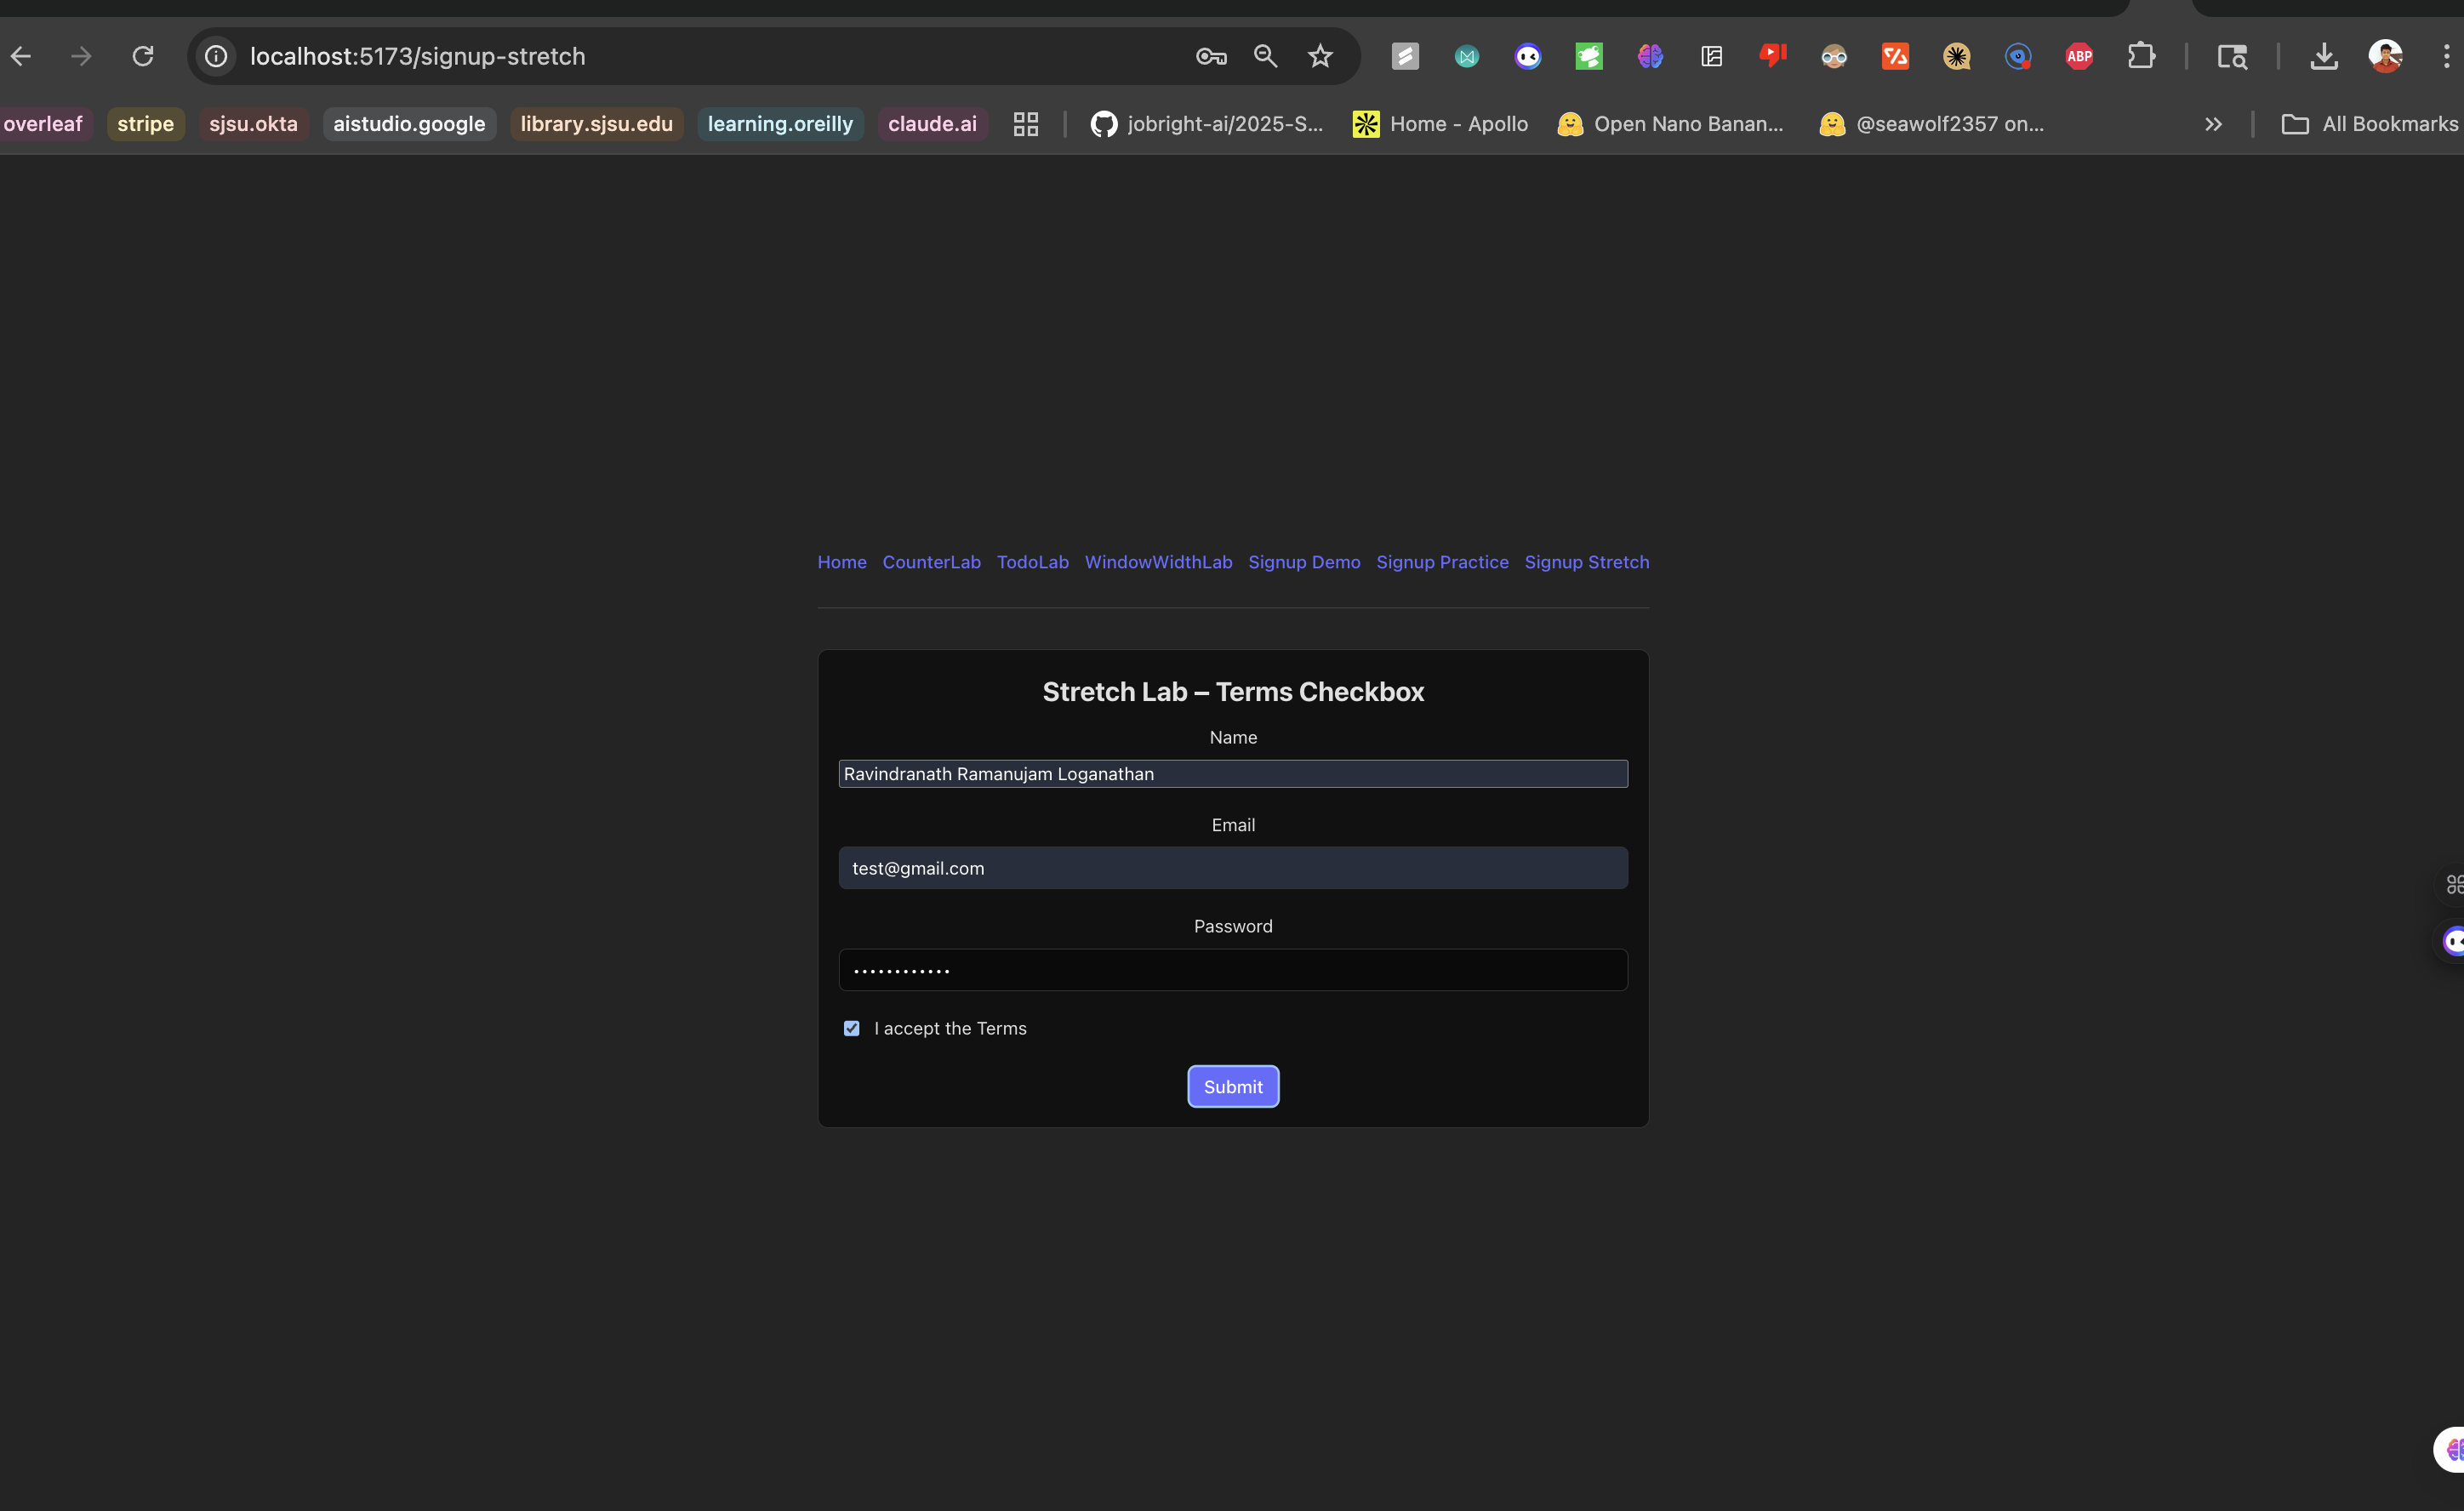 localhost:5173/signup-stretch
ABP
overleaf stripe sjsu.okta aistudio.google library.sjsu.edu learning.oreilly claude.ai jobright-ai/2025-S... Home - Apollo Open Nano Banan... @seawolf2357 on... All Bookmarks
Home CounterLab TodoLab WindowWidthLab Signup Demo Signup Practice Signup Stretch
Stretch Lab – Terms Checkbox
Name
Ravindranath Ramanujam Loganathan
Email
test@gmail.com
Password
••••••••••••
I accept the Terms
Submit